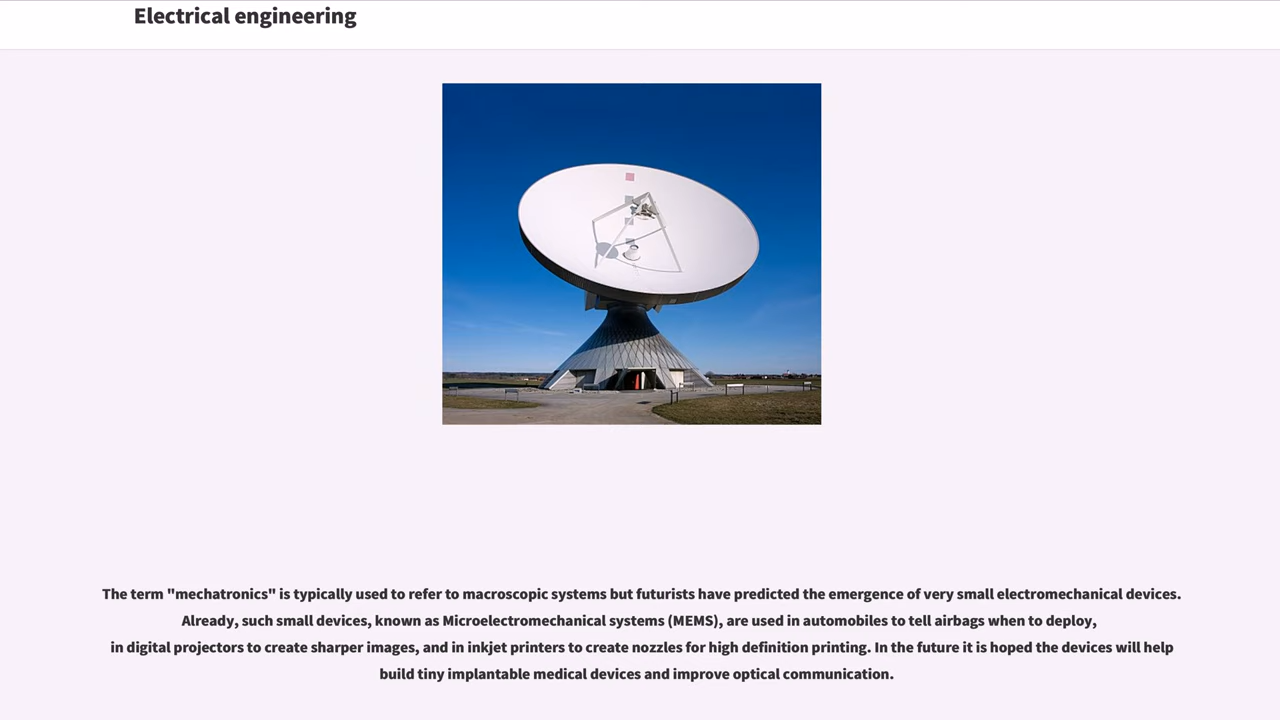 Electrical engineering
The term "mechatronics" is typically used to refer to macroscopic systems but futurists have predicted the emergence of very small electromechanical devices.
Already, such small devices, known as Microelectromechanical systems (MEMS), are used in automobiles to tell airbags when to deploy,
in digital projectors to create sharper images, and in inkjet printers to create nozzles for high definition printing. In the future it is hoped the devices will help
build tiny implantable medical devices and improve optical communication.